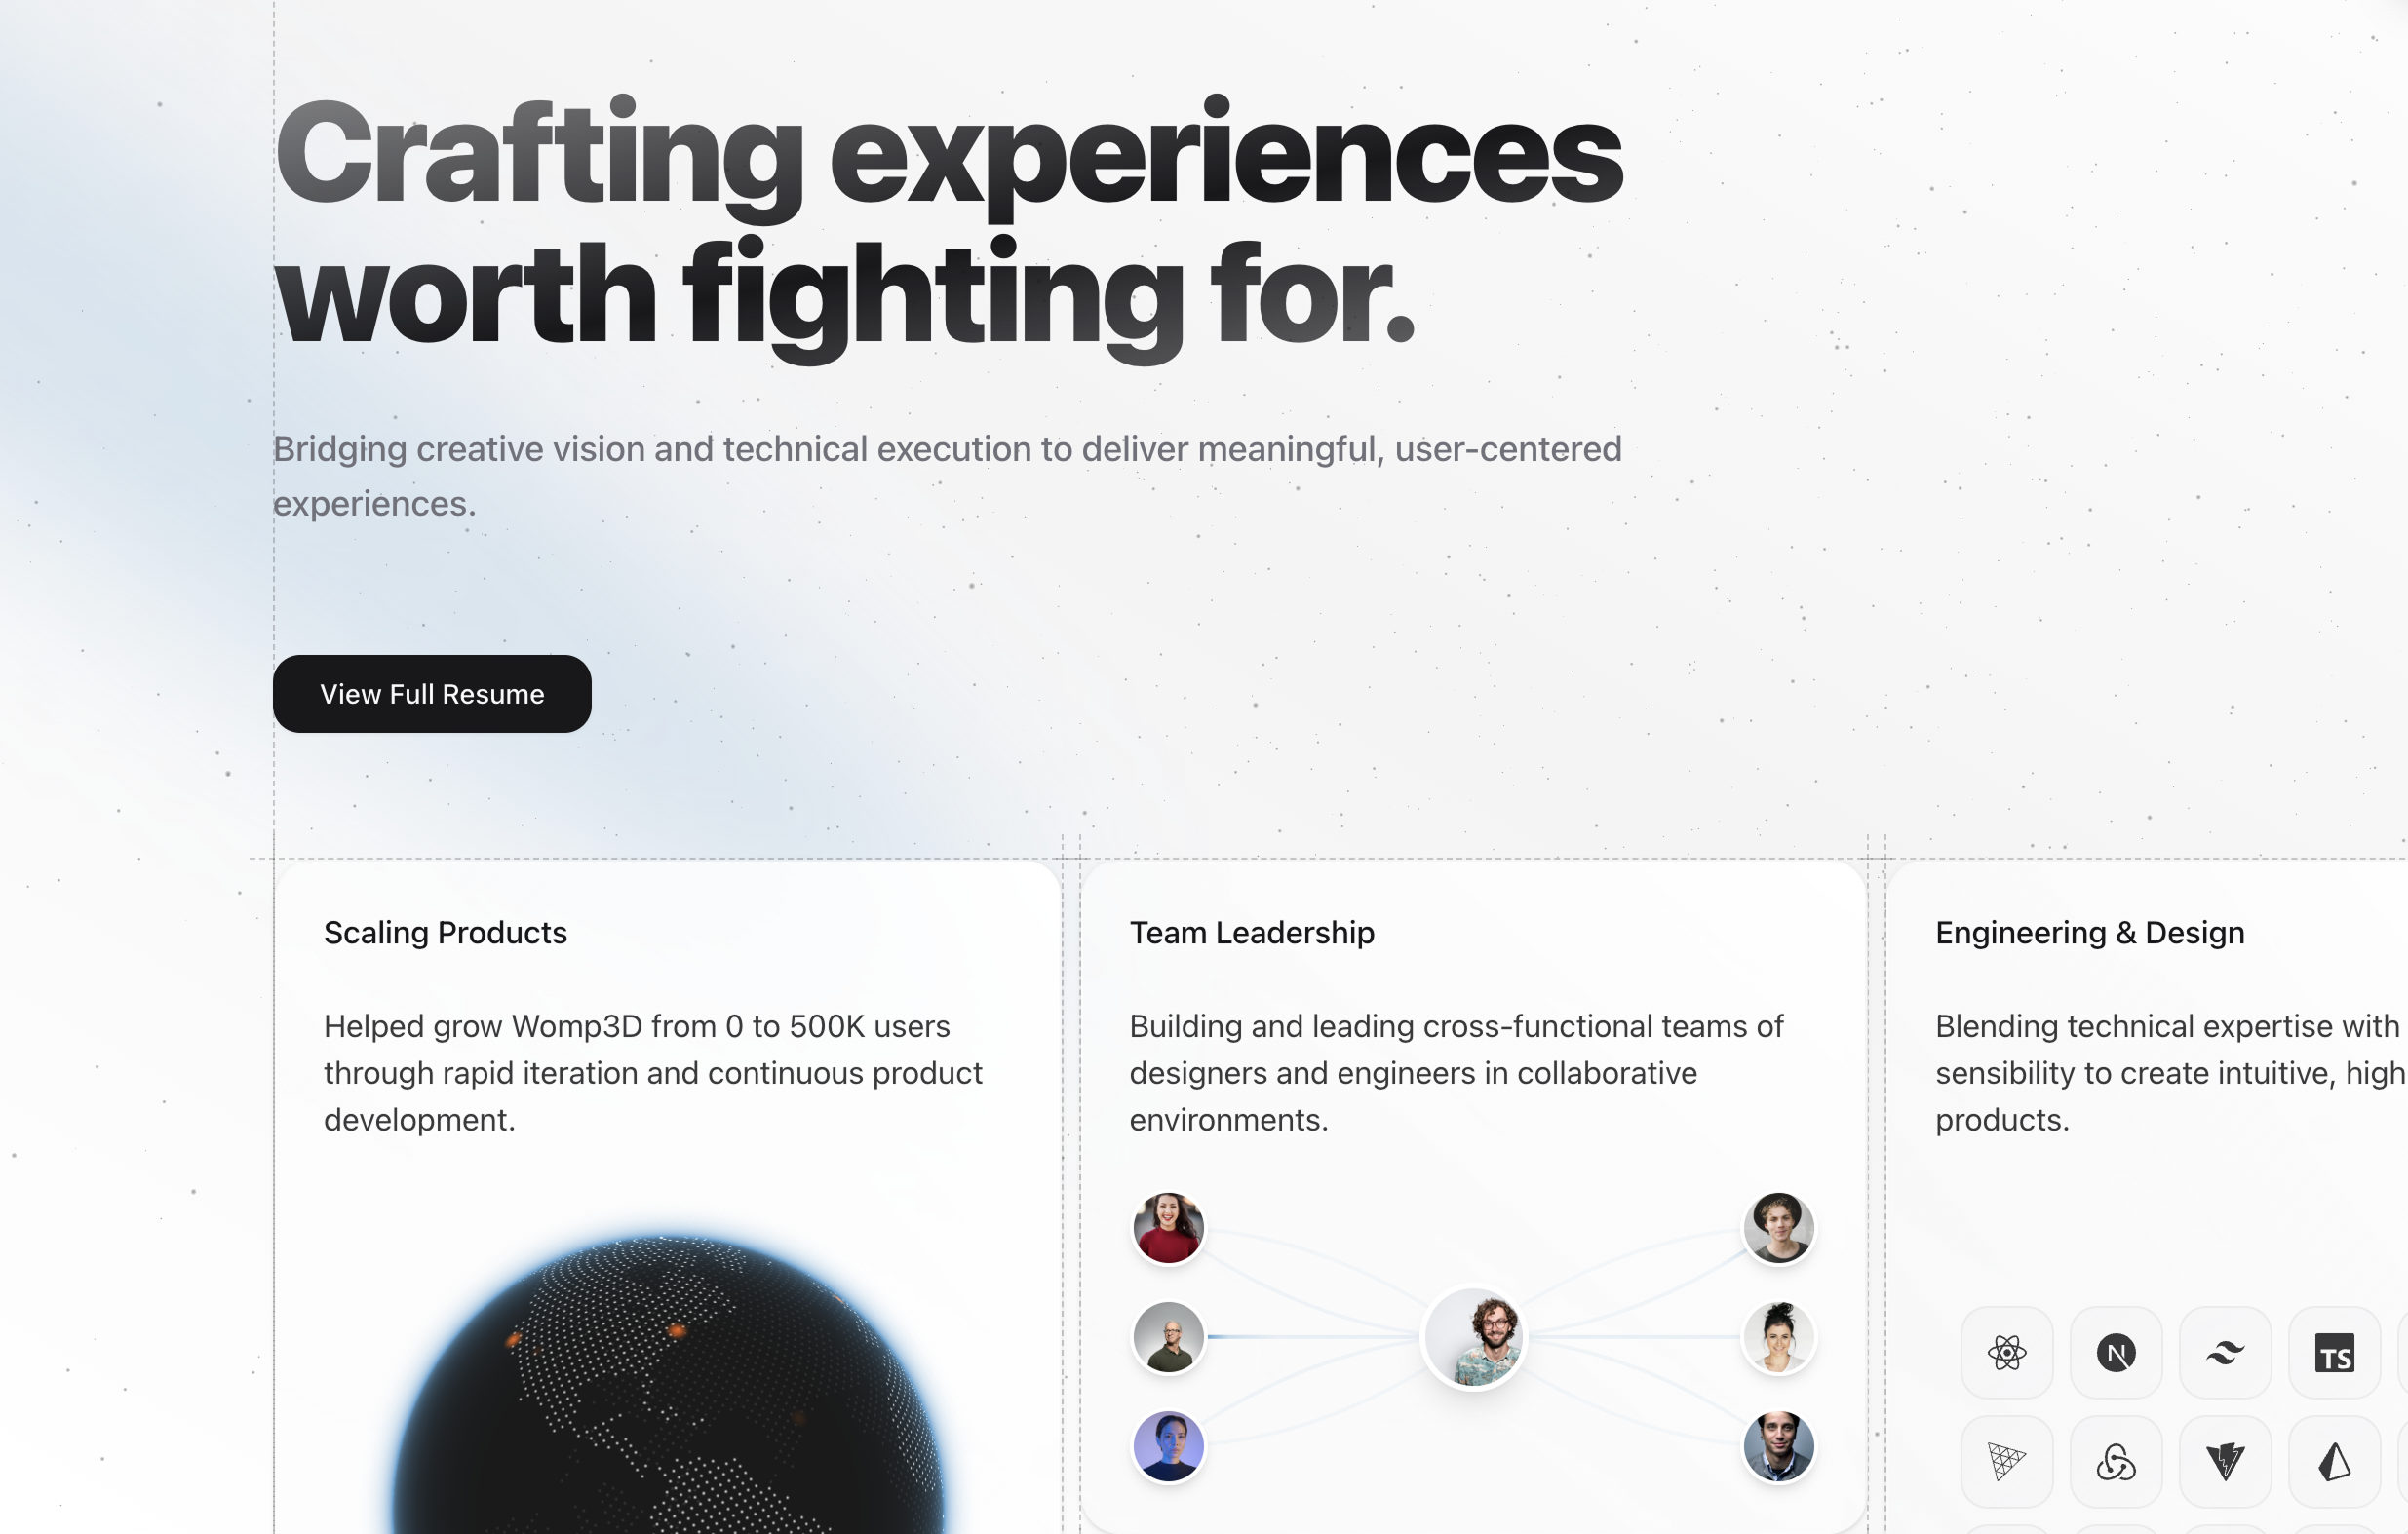 Crafting experiences
worth fighting for.
Bridging creative vision and technical execution to deliver meaningful, user-centered
experiences.
View Full Resume
Scaling Products
Helped grow Womp3D from 0 to 500K users
through rapid iteration and continuous product
development.
Team Leadership
Building and leading cross-functional teams of
designers and engineers in collaborative
environments.
Engineering & Design
Blending technical expertise with
sensibility to create intuitive, high
products.
N
TS